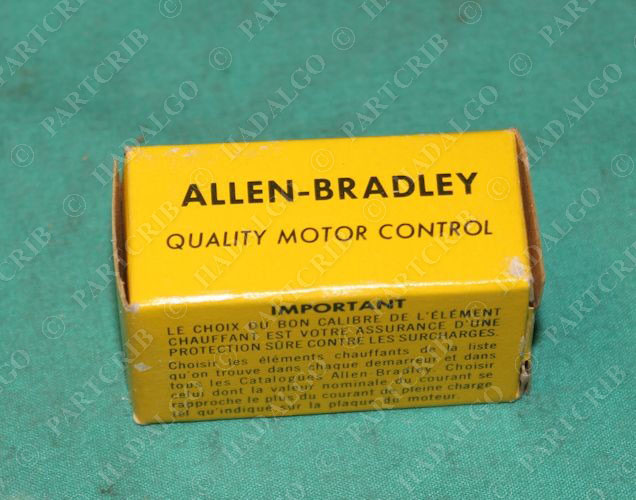 ALLEN-BRADLEY
QUALITY MOTOR CONTROL
IMPORTANT
LE CHOIX DU BON CALIBRE DE L'ÉLÉMENT
CHAUFFANT EST VOTRE ASSURANCE D'UNE
PROTECTION SÛRE CONTRE LES SURCHARGES.
Choisir les éléments chauffants de la liste
qu'on trouve dans chaque démarreur et dans
tous les Catalogues Allen Bradley. Choisir
celui dont la valeur nominale du courant se
rapproche le plus du courant de pleine charge
tel qu'indiqué sur la plaque du moteur.
© PARTCRIB
© HADALGO